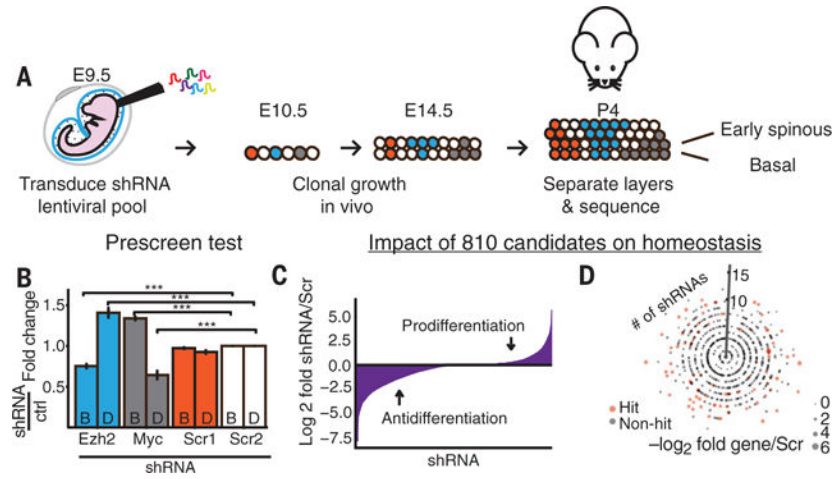 A
E9.5
E10.5
E14.5
P4
Early spinous
Basal
Transduce shRNA
lentiviral pool
Clonal growth
in vivo
Separate layers
& sequence
Prescreen test
Impact of 810 candidates on homeostasis
B
***
***
***
***
shRNA
ctrl
Fold change
1.5
1.0
0.5
B D B D B D B D
Ezh2 Myc Scr1 Scr2
shRNA
C
Log 2 fold shRNA/Scr
5.0
2.5
0.0
−2.5
−5.0
−7.5
Prodifferentiation
Antidifferentiation
shRNA
D
# of shRNAs
15
10
Hit
Non-hit
−log2 fold gene/Scr
0
2
4
6